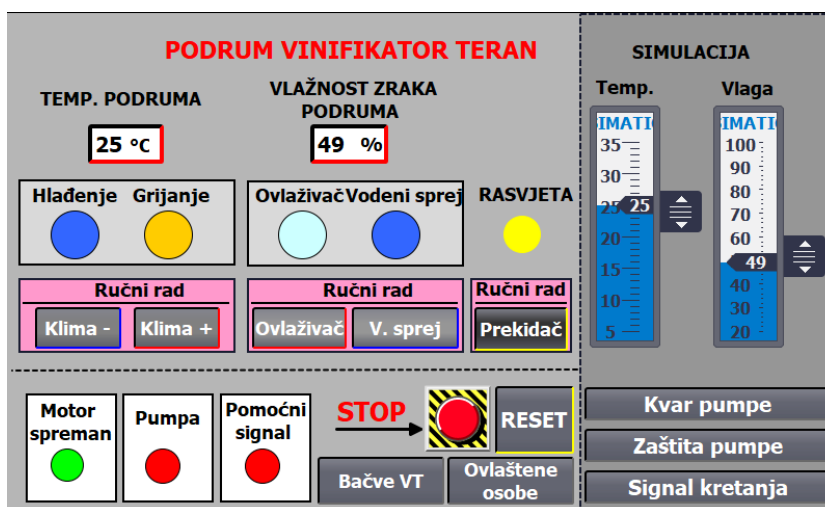 PODRUM VINIFIKATOR TERAN
TEMP. PODRUMA
VLAŽNOST ZRAKA
PODRUMA
25 °C
49 %
Hlađenje Grijanje
Ovlaživač Vodeni sprej
RASVJETA
Ručni rad
Klima - Klima +
Ručni rad
Ovlaživač V. sprej
Ručni rad
Prekidač
Motor
spreman
Pumpa
Pomoćni
signal
STOP
RESET
Bačve VT
Ovlaštene
osobe
SIMULACIJA
Temp.
SIMATI
35
30
25 25
20
15
10
5
Vlaga
IMATI
100
90
80
70
60
49
40
30
20
Kvar pumpe
Zaštita pumpe
Signal kretanja